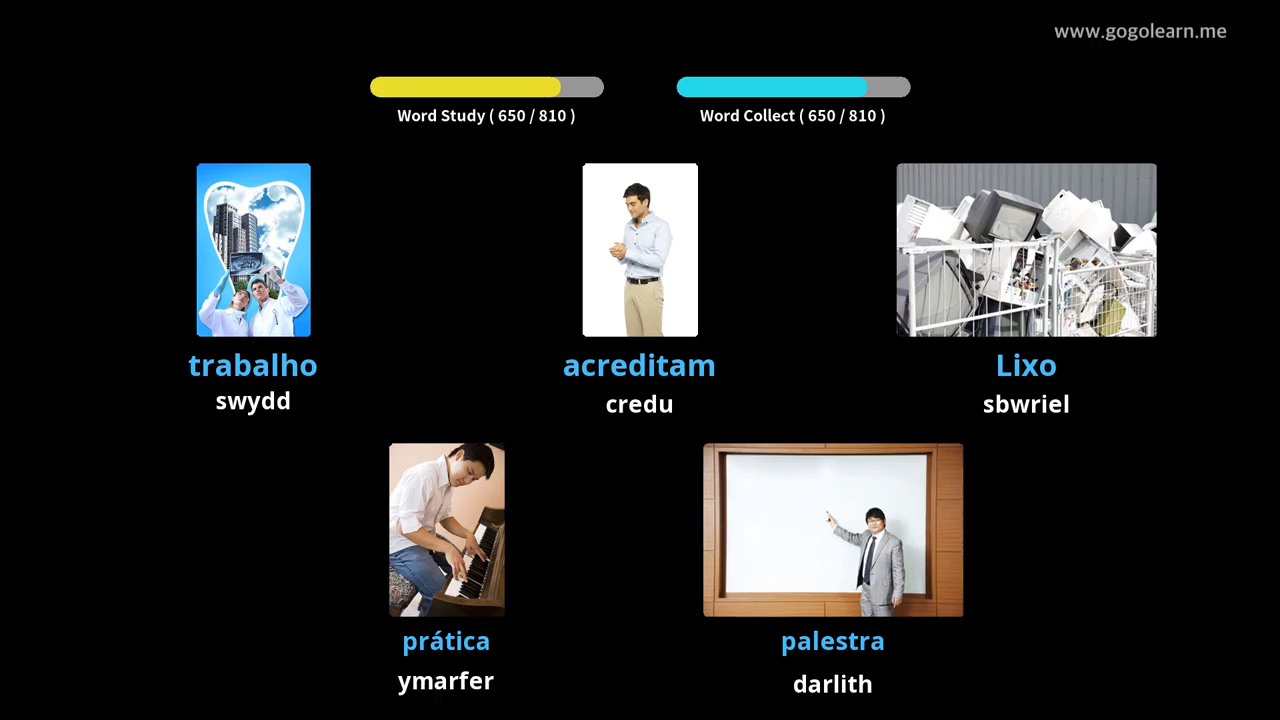 www.gogolearn.me
Word Study ( 650 / 810 )
Word Collect ( 650 / 810 )
trabalho
swydd
acreditam
credu
Lixo
sbwriel
prática
ymarfer
palestra
darlith